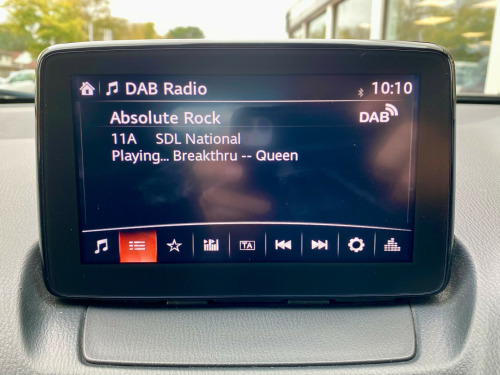 DAB Radio 10:10
Absolute Rock DAB
11A SDL National
Playing... Breakthru -- Queen
TA